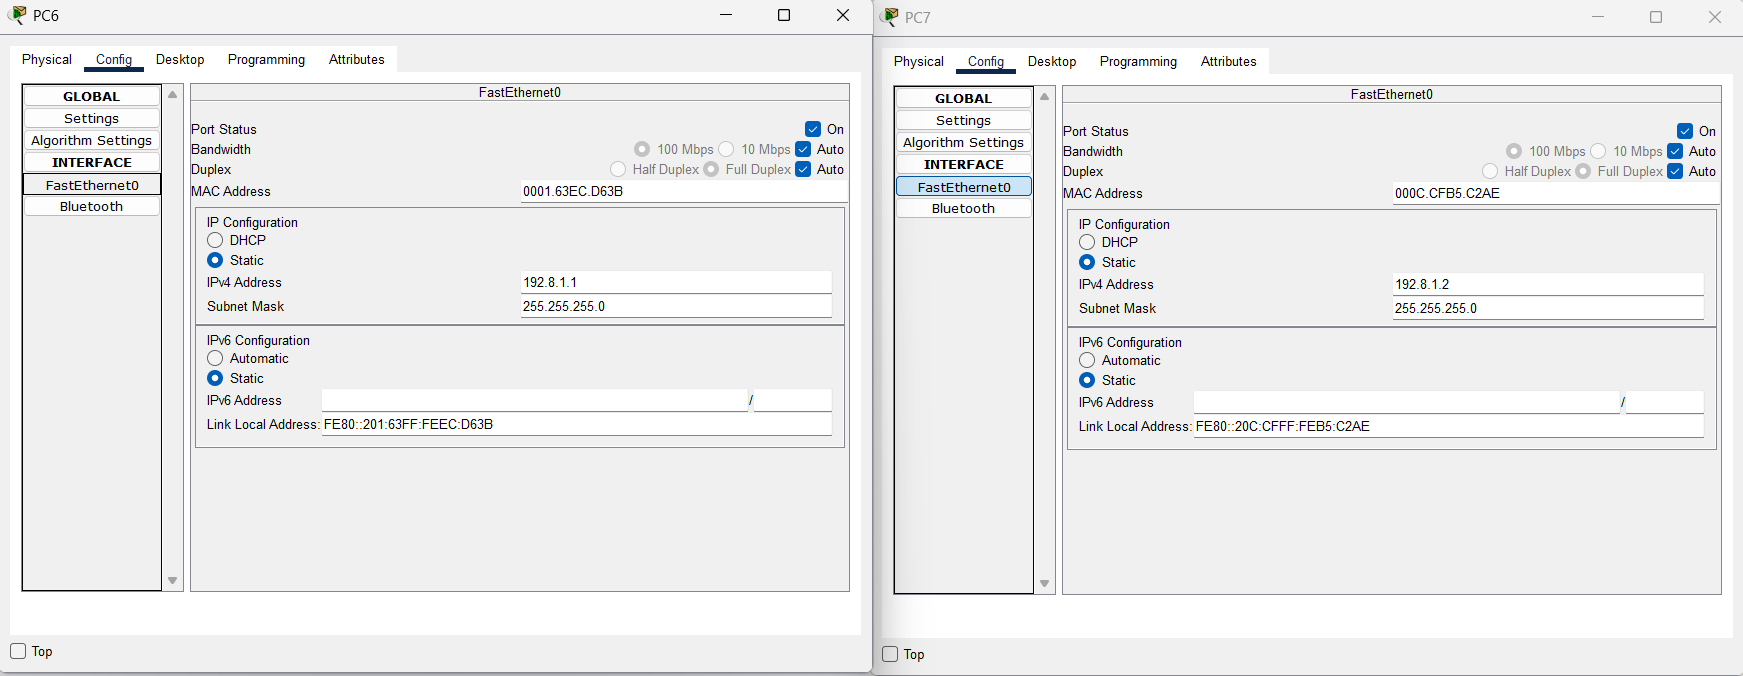 PC6
Physical Config Desktop Programming Attributes
GLOBAL
Settings
Algorithm Settings
INTERFACE
FastEthernet0
Bluetooth
FastEthernet0
Port Status On
Bandwidth 100 Mbps 10 Mbps Auto
Duplex Half Duplex Full Duplex Auto
MAC Address 0001.63EC.D63B
IP Configuration
DHCP
Static
IPv4 Address 192.8.1.1
Subnet Mask 255.255.255.0
IPv6 Configuration
Automatic
Static
IPv6 Address /
Link Local Address: FE80::201:63FF:FEEC:D63B
Top
PC7
Physical Config Desktop Programming Attributes
GLOBAL
Settings
Algorithm Settings
INTERFACE
FastEthernet0
Bluetooth
FastEthernet0
Port Status On
Bandwidth 100 Mbps 10 Mbps Auto
Duplex Half Duplex Full Duplex Auto
MAC Address 000C.CFB5.C2AE
IP Configuration
DHCP
Static
IPv4 Address 192.8.1.2
Subnet Mask 255.255.255.0
IPv6 Configuration
Automatic
Static
IPv6 Address /
Link Local Address: FE80::20C:CFFF:FEB5:C2AE
Top